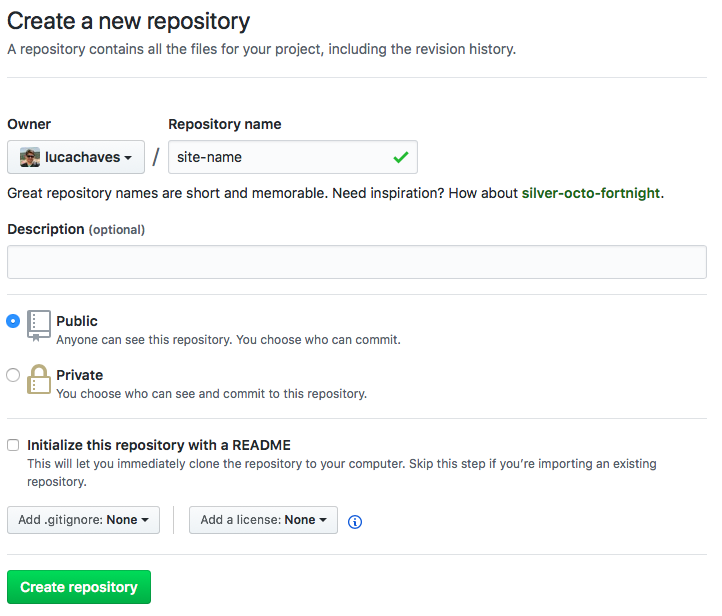 Create a new repository
A repository contains all the files for your project, including the revision history.
Owner
Repository name
lucachaves
/
site-name
Great repository names are short and memorable. Need inspiration? How about silver-octo-fortnight.
Description (optional)
Public
Anyone can see this repository. You choose who can commit.
Private
You choose who can see and commit to this repository.
Initialize this repository with a README
This will let you immediately clone the repository to your computer. Skip this step if you’re importing an existing
repository.
Add .gitignore: None
Add a license: None
Create repository